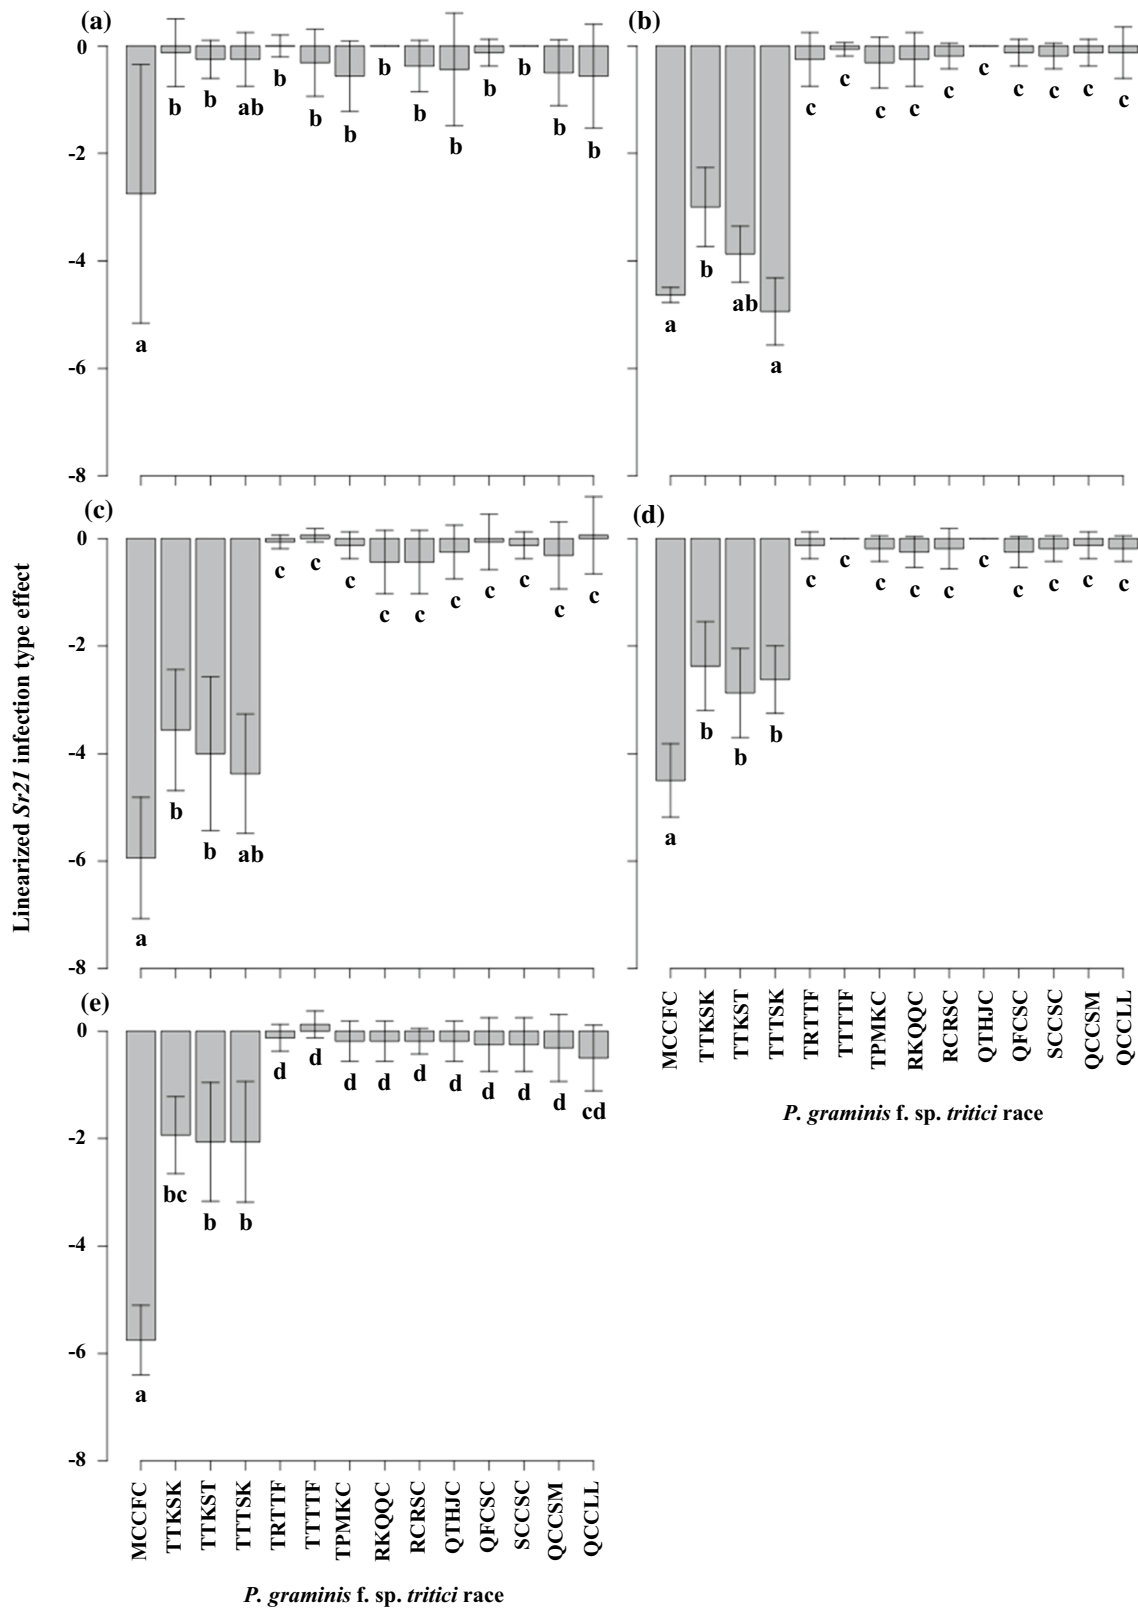 (a)
0
-2
-4
-6
-8
a
b
b
ab
b
b
b
b
b
b
b
b
b
b
(b)
a
b
ab
a
c
c
c
c
c
c
c
c
c
c
(c)
0
-2
-4
-6
-8
a
b
b
ab
c
c
c
c
c
c
c
c
c
c
(d)
a
b
b
b
c
c
c
c
c
c
c
c
c
c
MCCFC
TTKSK
TTKST
TTTSK
TRTTF
TTTTF
TPMKC
RKQQC
RCRSC
QTHJC
QFCSC
SCCSC
QCCSM
QCCLL
P. graminis f. sp. tritici race
(e)
0
-2
-4
-6
-8
a
bc
b
b
d
d
d
d
d
d
d
d
d
cd
MCCFC
TTKSK
TTKST
TTTSK
TRTTF
TTTTF
TPMKC
RKQQC
RCRSC
QTHJC
QFCSC
SCCSC
QCCSM
QCCLL
P. graminis f. sp. tritici race
Linearized Sr21 infection type effect